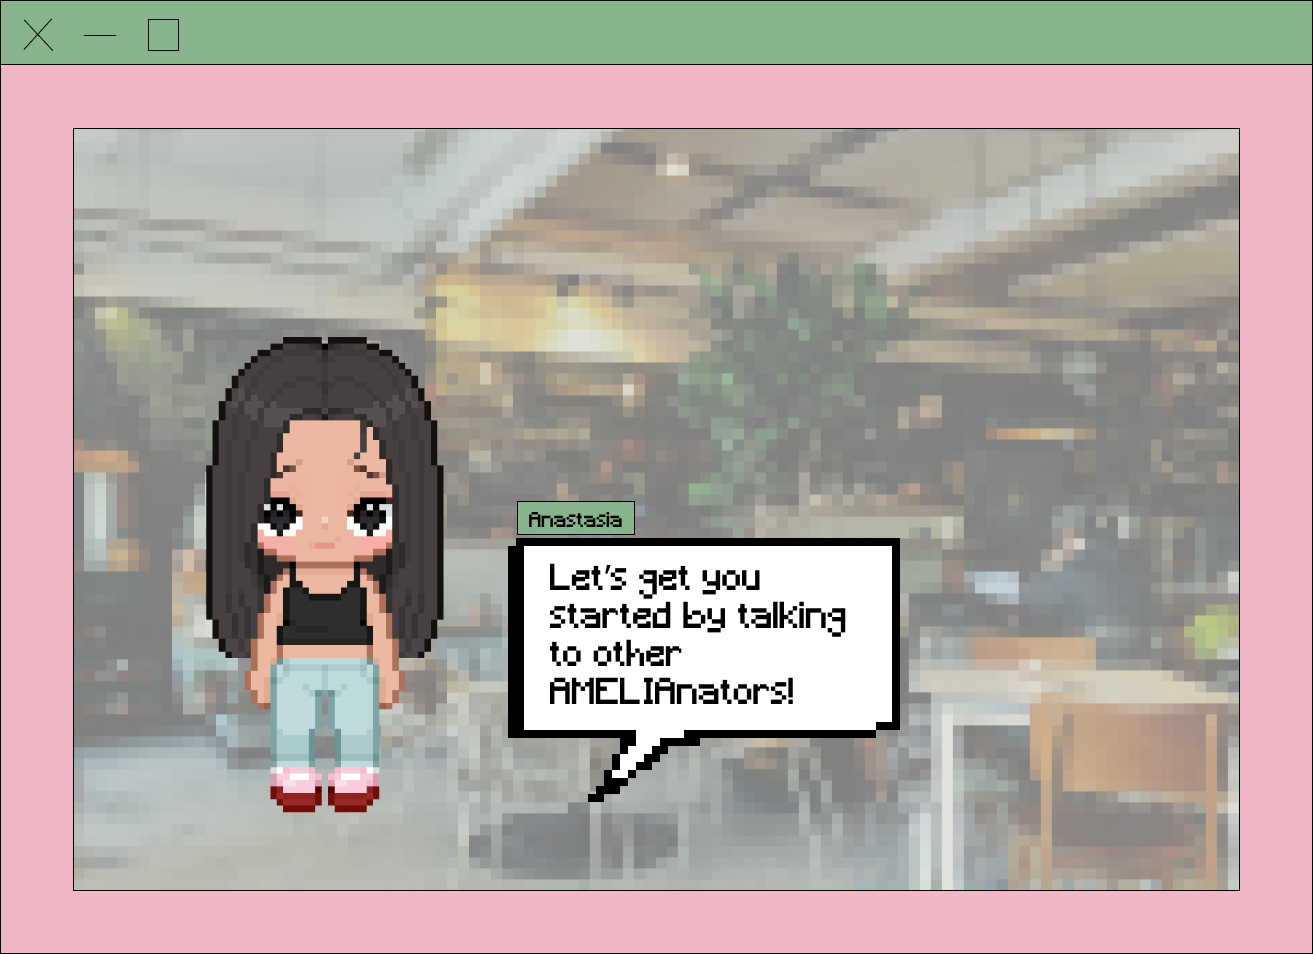 Anastasia
Let's get you
started by talking
to other
AMELIAnators!